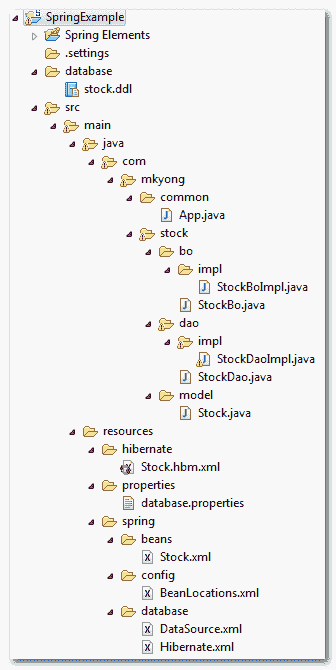 SpringExample
Spring Elements
.settings
database
stock.ddl
src
main
java
com
mkyong
common
App.java
stock
bo
impl
StockBoImpl.java
StockBo.java
dao
impl
StockDaoImpl.java
StockDao.java
model
Stock.java
resources
hibernate
Stock.hbm.xml
properties
database.properties
spring
beans
Stock.xml
config
BeanLocations.xml
database
DataSource.xml
Hibernate.xml